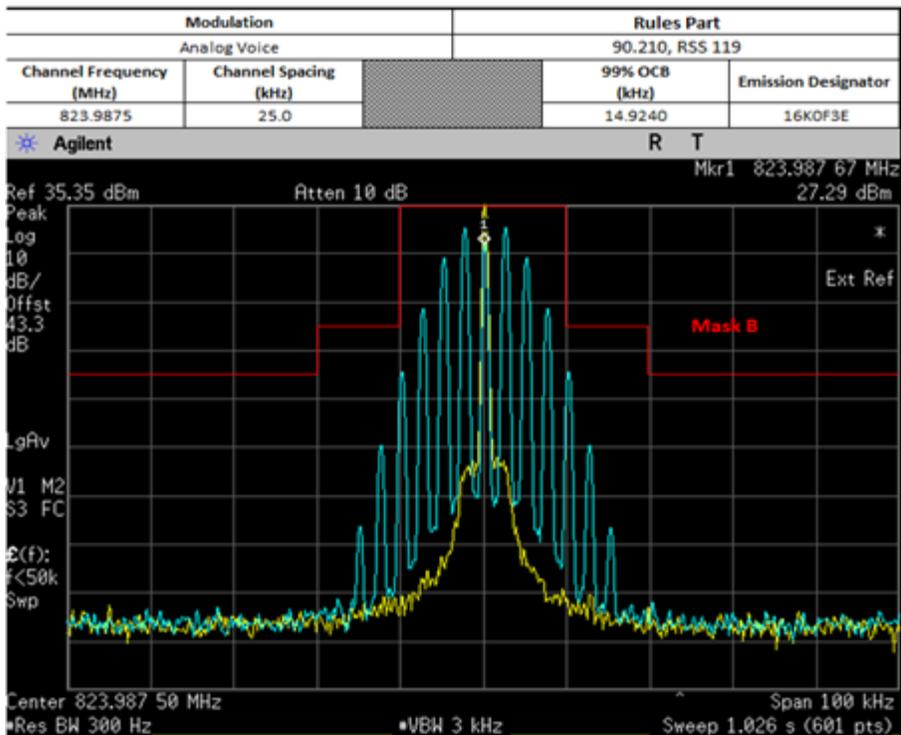 Modulation Rules Part
Analog Voice 90.210, RSS 119
Channel Frequency (MHz) Channel Spacing (kHz) 99% OCB (kHz) Emission Designator
823.9875 25.0 14.9240 16K0F3E
Agilent R T
Mkr1 823.987 67 MHz
Ref 35.35 dBm Atten 10 dB 27.29 dBm
Peak
Log
10
dB/
Offst
43.3
dB
1
*
Ext Ref
Mask B
LgAv
V1 M2
S3 FC
£(f):
f<50k
Swp
Center 823.987 50 MHz ^ Span 100 kHz
*Res BW 300 Hz *VBW 3 kHz Sweep 1.026 s (601 pts)